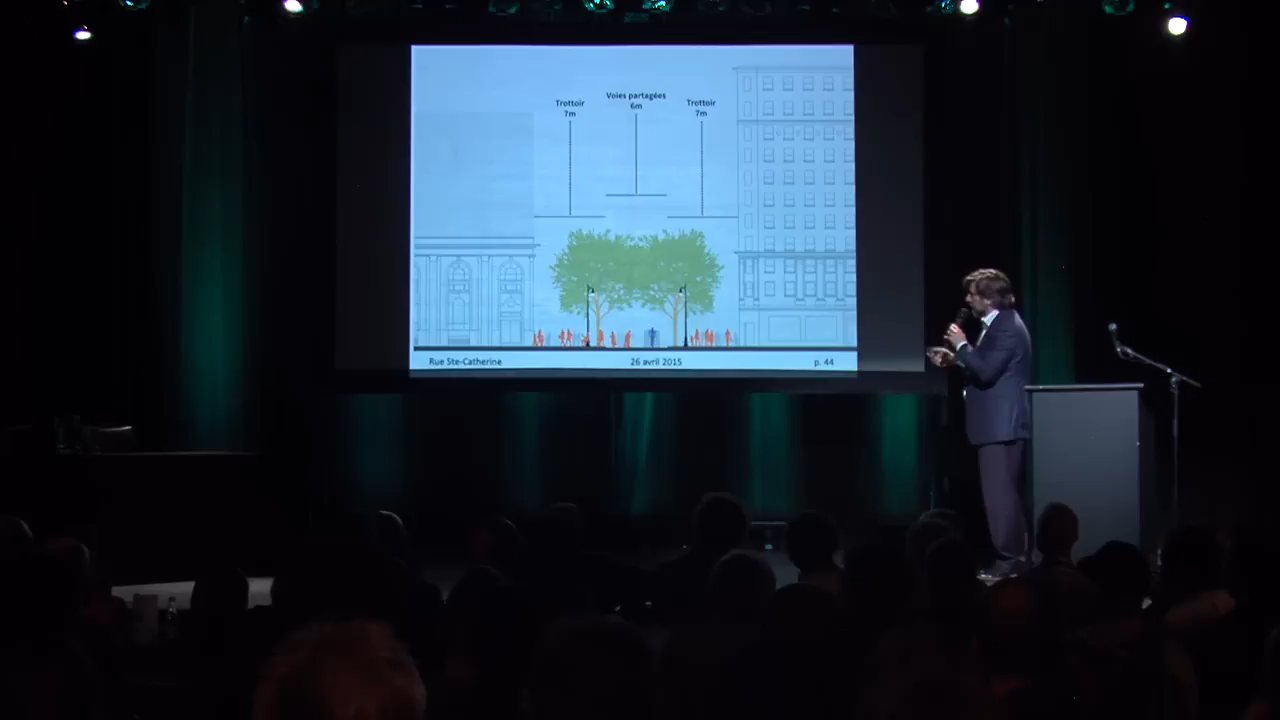 Voies partagées
6m
Trottoir
7m
Trottoir
7m
Rue Ste-Catherine
26 avril 2015
p. 44